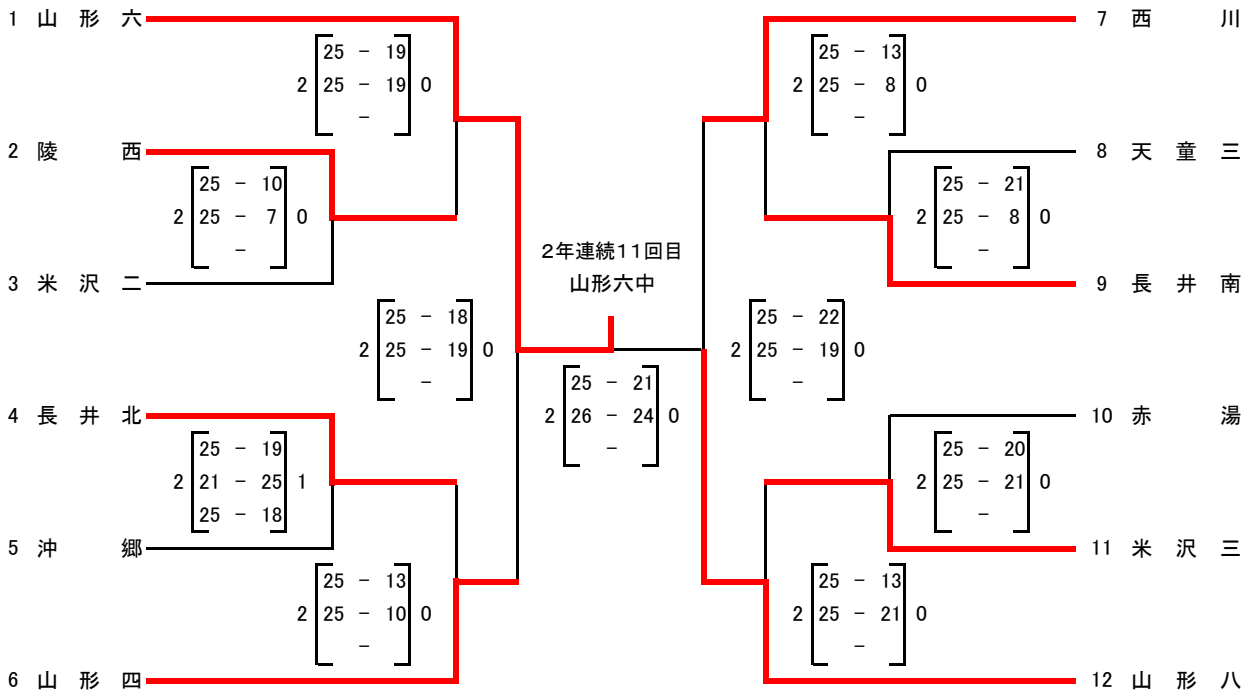 1 山 形 六
25 - 19
2 25 - 19 0
-
2 陵 西
25 - 10
2 25 - 7 0
-
3 米 沢 二
25 - 18
2 25 - 19 0
-
4 長 井 北
25 - 19
2 21 - 25 1
25 - 18
5 沖 郷
25 - 13
2 25 - 10 0
-
6 山 形 四
2年連続11回目
山形六中
25 - 21
2 26 - 24 0
-
7 西 川
25 - 13
2 25 - 8 0
-
8 天 童 三
25 - 21
2 25 - 8 0
-
9 長 井 南
25 - 22
2 25 - 19 0
-
10 赤 湯
25 - 20
2 25 - 21 0
-
11 米 沢 三
25 - 13
2 25 - 21 0
-
12 山 形 八